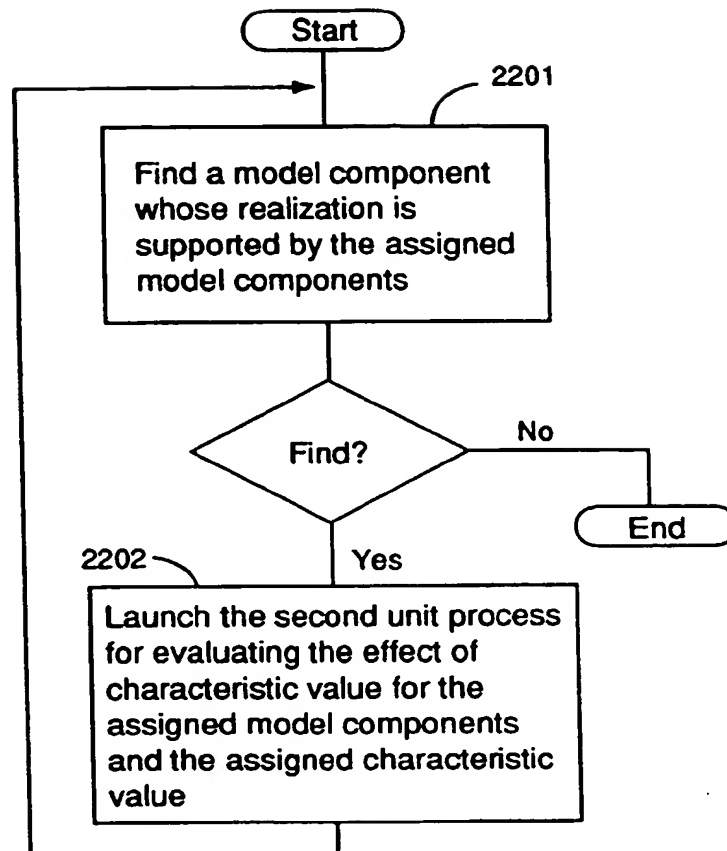 Start
2201
Find a model component
whose realization is
supported by the assigned
model components
Find?
No
End
Yes
2202
Launch the second unit process
for evaluating the effect of
characteristic value for the
assigned model components
and the assigned characteristic
value